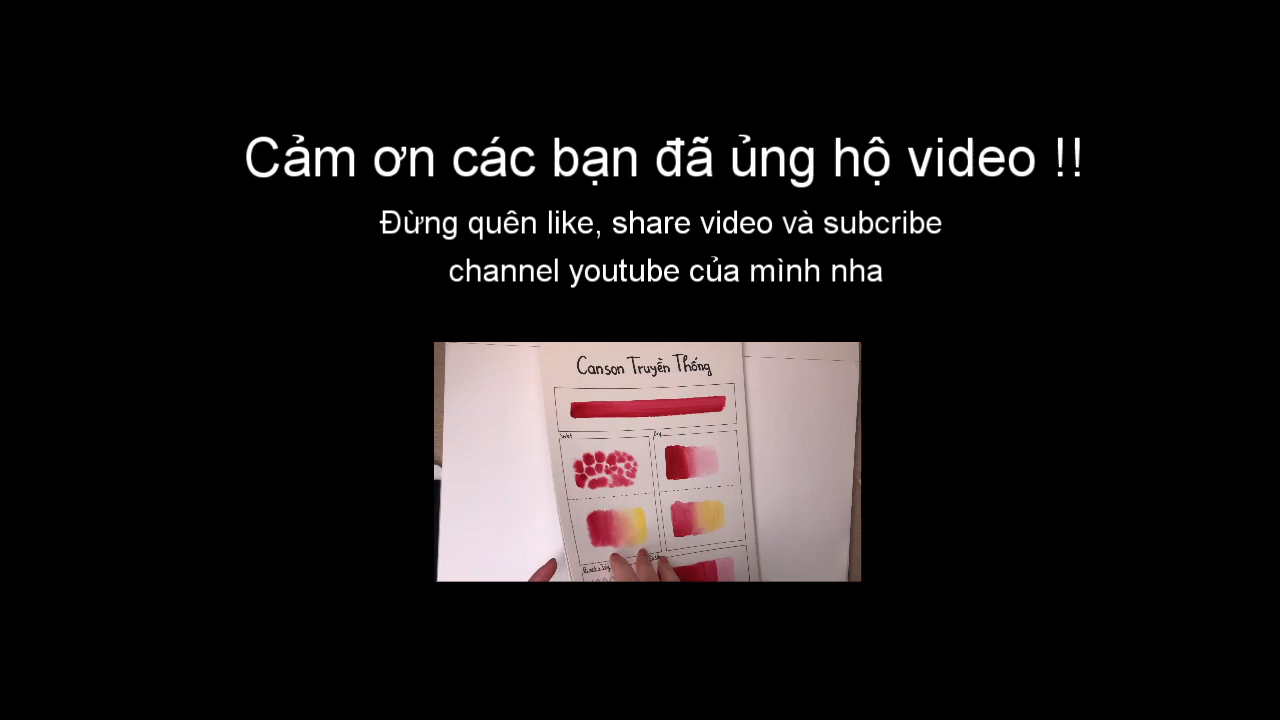 Cảm ơn các bạn đã ủng hộ video !!
Đừng quên like, share video và subcribe
channel youtube của mình nha
Canson Truyền Thống
Wet